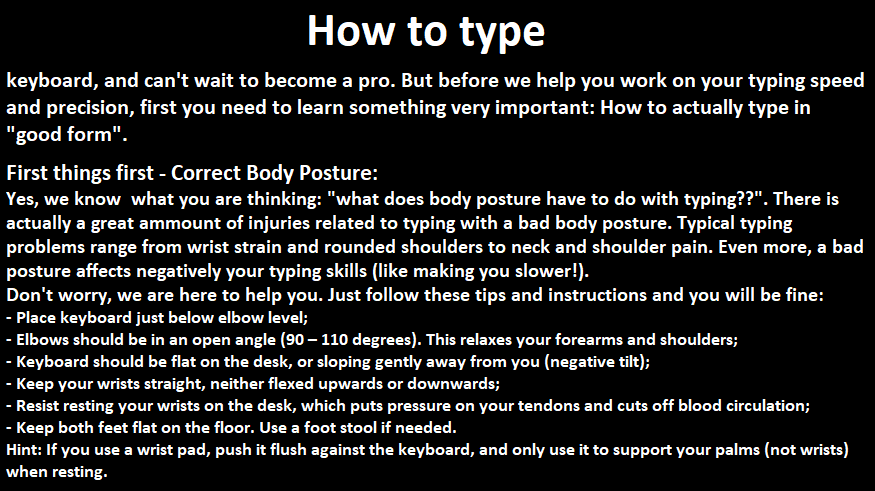 How to type
keyboard, and can't wait to become a pro. But before we help you work on your typing speed
and precision, first you need to learn something very important: How to actually type in
"good form".
First things first - Correct Body Posture:
Yes, we know  what you are thinking: "what does body posture have to do with typing??". There is
actually a great ammount of injuries related to typing with a bad body posture. Typical typing
problems range from wrist strain and rounded shoulders to neck and shoulder pain. Even more, a bad
posture affects negatively your typing skills (like making you slower!).
Don't worry, we are here to help you. Just follow these tips and instructions and you will be fine:
- Place keyboard just below elbow level;
- Elbows should be in an open angle (90 – 110 degrees). This relaxes your forearms and shoulders;
- Keyboard should be flat on the desk, or sloping gently away from you (negative tilt);
- Keep your wrists straight, neither flexed upwards or downwards;
- Resist resting your wrists on the desk, which puts pressure on your tendons and cuts off blood circulation;
- Keep both feet flat on the floor. Use a foot stool if needed.
Hint: If you use a wrist pad, push it flush against the keyboard, and only use it to support your palms (not wrists)
when resting.